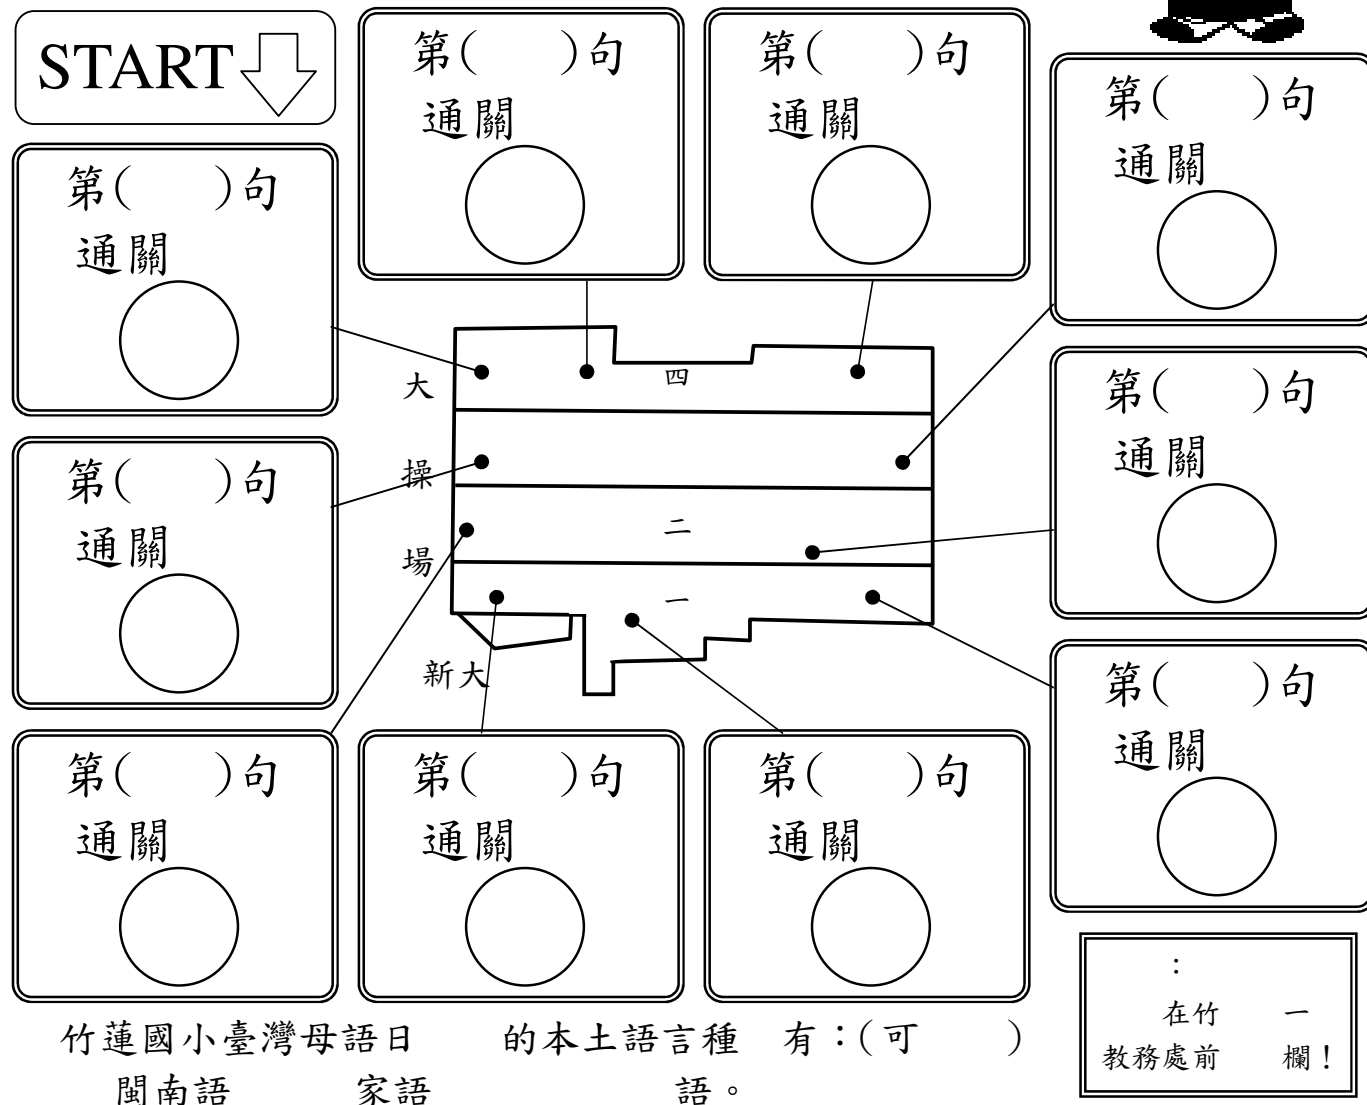 START
第(　　)句
通關
第(　　)句
通關
第(　　)句
通關
第(　　)句
通關
第(　　)句
通關
第(　　)句
通關
第(　　)句
通關
第(　　)句
通關
第(　　)句
通關
第(　　)句
通關
大
操
場
四
二
一
新大
：
在竹　　一
教務處前　　欄！
竹蓮國小臺灣母語日　　的本土語言種　有：(可　　)
閩南語　　　家語　　　　　　語。